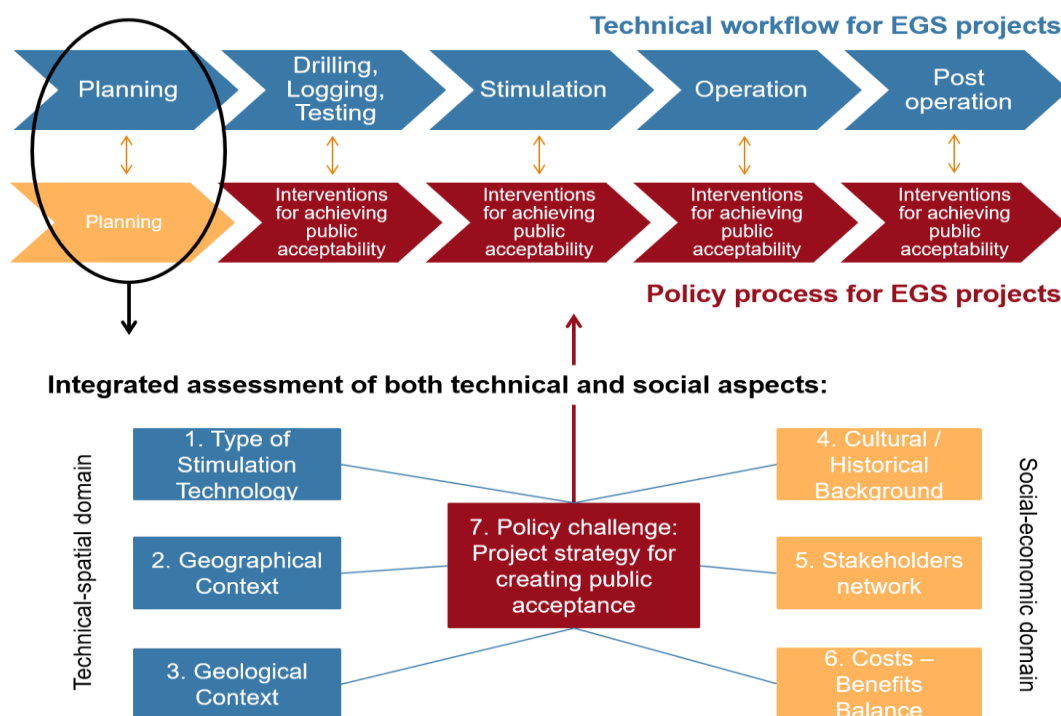 Technical workflow for EGS projects
Planning
Drilling,
Logging,
Testing
Stimulation
Operation
Post
operation
Planning
Interventions
for achieving
public
acceptability
Interventions
for achieving
public
acceptability
Interventions
for achieving
public
acceptability
Interventions
for achieving
public
acceptability
Policy process for EGS projects
Integrated assessment of both technical and social aspects:
Technical-spatial domain
1. Type of
Stimulation
Technology
2. Geographical
Context
3. Geological
Context
7. Policy challenge:
Project strategy for
creating public
acceptance
4. Cultural /
Historical
Background
5. Stakeholders
network
6. Costs –
Benefits
Balance
Social-economic domain